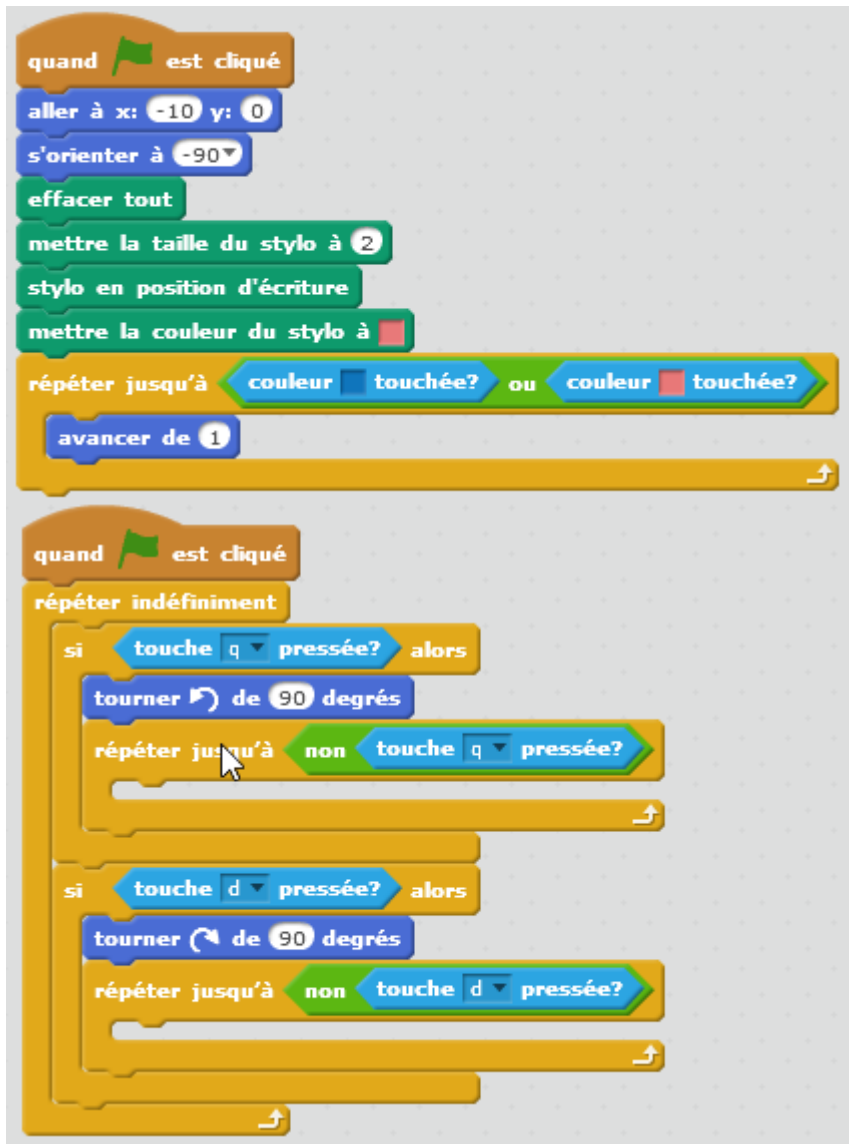 quand est cliqué
aller à x: -10 y: 0
s'orienter à -90
effacer tout
mettre la taille du stylo à 2
stylo en position d'écriture
mettre la couleur du stylo à
répéter jusqu'à couleur touchée? ou couleur touchée?
avancer de 1
quand est cliqué
répéter indéfiniment
si touche q pressée? alors
tourner de 90 degrés
répéter jusqu'à non touche q pressée?
si touche d pressée? alors
tourner de 90 degrés
répéter jusqu'à non touche d pressée?